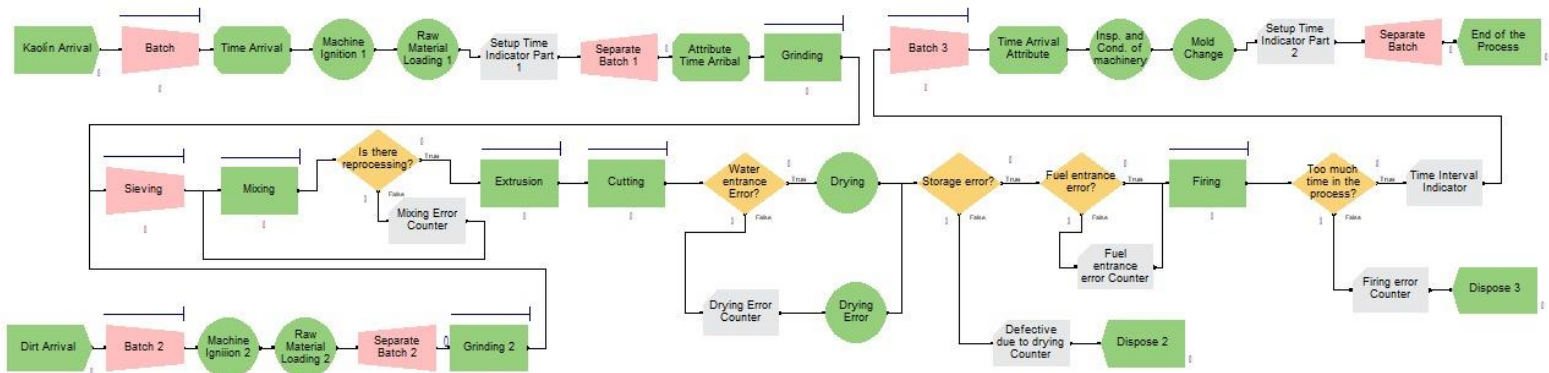 Kaolín Arrival
Batch
Time Arrival
Machine
Ignition 1
Raw
Material
Loading 1
Setup Time
Indicator Part
1
Separate
Batch 1
Attribute
Time Arribal
Grinding
Batch 3
Time Arrival
Attribute
Insp. and
Cond. of
machinery
Mold
Change
Setup Time
Indicator Part
2
Separate
Batch
End of the
Process
Sieving
Mixing
Is there
reprocessing?
True
False
Mixing Error
Counter
Extrusion
Cutting
Water
entrance
Error?
True
False
Drying
Drying Error
Counter
Drying
Error
Storage error?
True
False
Defective
due to drying
Counter
Dispose 2
Fuel entrance
error?
True
False
Fuel
entrance
error Counter
Firing
Too much
time in the
process?
True
False
Time Interval
Indicator
Firing error
Counter
Dispose 3
Dirt Arrival
Batch 2
Machine
Igniiion 2
Raw
Material
Loading 2
Separate
Batch 2
Grinding 2